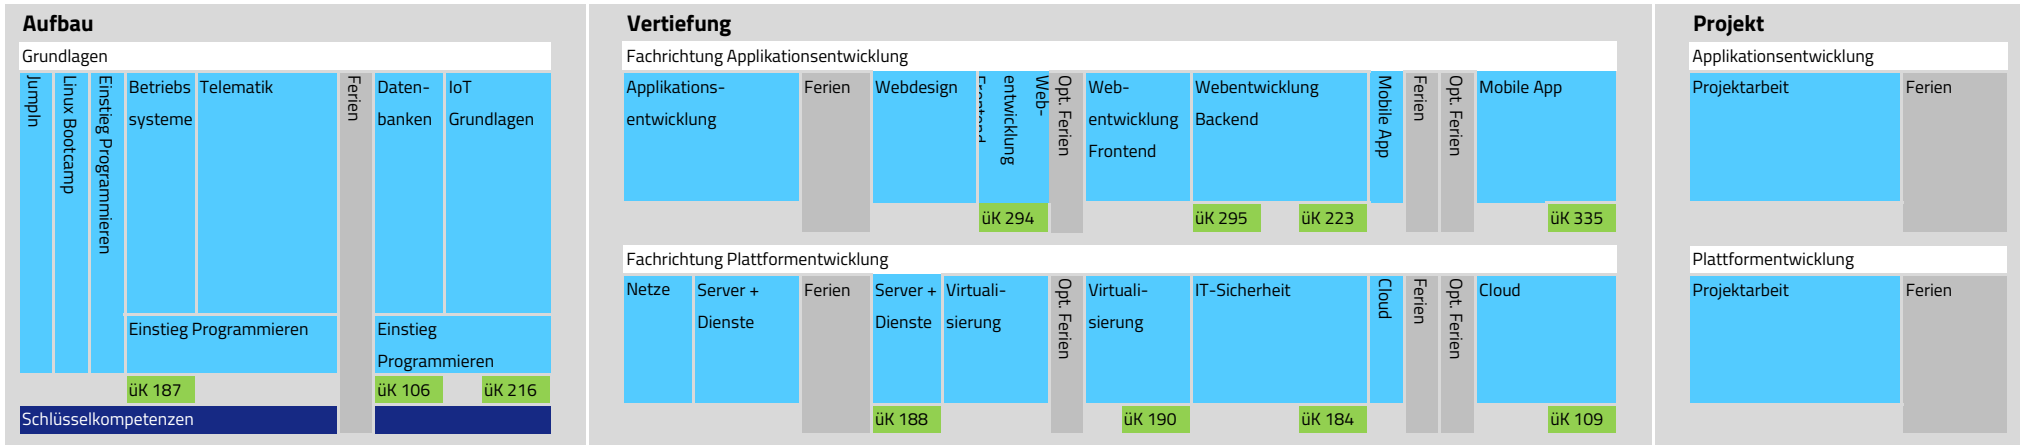 Aufbau
Grundlagen
JumpIn
Linux Bootcamp
Einstieg Programmieren
Betriebs
systeme
Telematik
Ferien
Daten-
banken
IoT
Grundlagen
Einstieg Programmieren
Einstieg
Programmieren
üK 187
üK 106
üK 216
Schlüsselkompetenzen
Vertiefung
Fachrichtung Applikationsentwicklung
Applikations-
entwicklung
Ferien
Webdesign
Web-
entwicklung
Frontend
Opt. Ferien
Web-
entwicklung
Frontend
Webentwicklung
Backend
Mobile App
Ferien
Opt. Ferien
Mobile App
üK 294
üK 295
üK 223
üK 335
Fachrichtung Plattformentwicklung
Netze
Server +
Dienste
Ferien
Server +
Dienste
Virtuali-
sierung
Opt. Ferien
Virtuali-
sierung
IT-Sicherheit
Cloud
Ferien
Opt. Ferien
Cloud
üK 188
üK 190
üK 184
üK 109
Projekt
Applikationsentwicklung
Projektarbeit
Ferien
Plattformentwicklung
Projektarbeit
Ferien